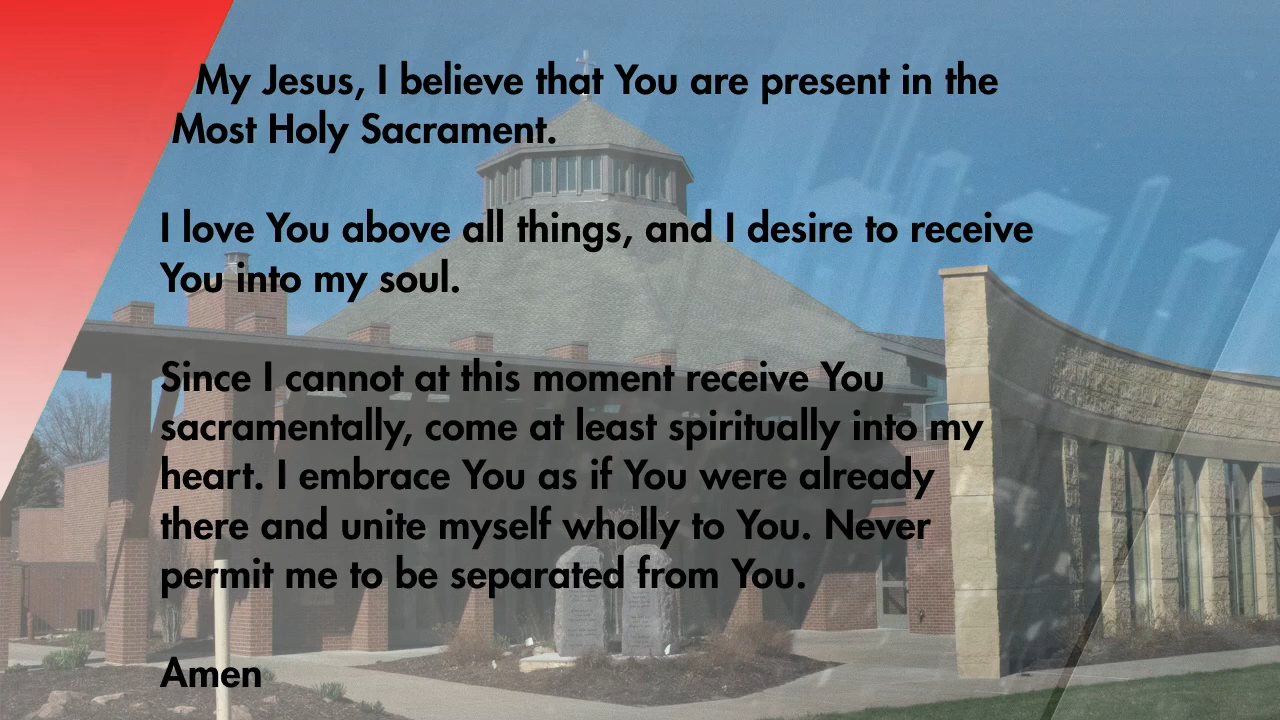 My Jesus, I believe that You are present in the
Most Holy Sacrament.
I love You above all things, and I desire to receive
You into my soul.
Since I cannot at this moment receive You
sacramentally, come at least spiritually into my
heart. I embrace You as if You were already
there and unite myself wholly to You. Never
permit me to be separated from You.
Amen